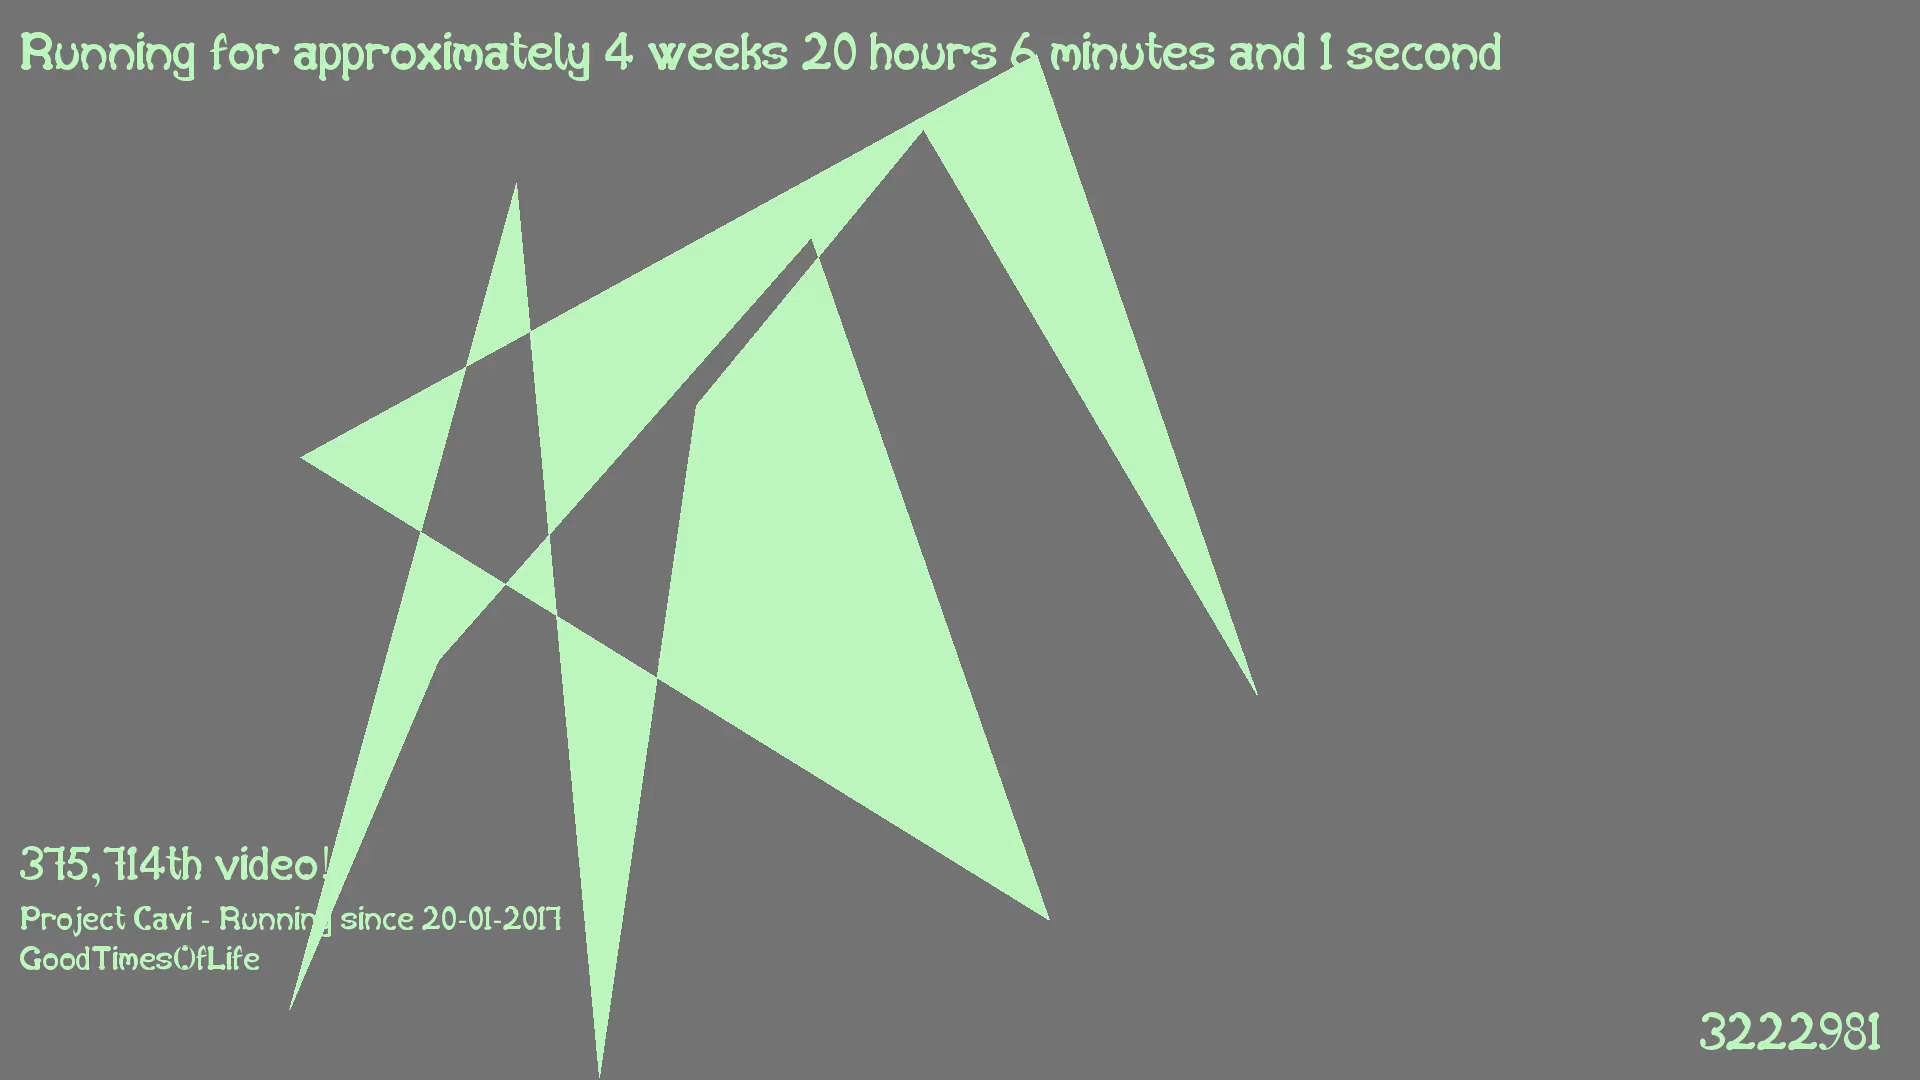 Running for approximately 4 weeks 20 hours 6 minutes and 1 second
375,714th video!
Project Cavi - Running since 20-01-2017
GoodTimesOfLife
3222981